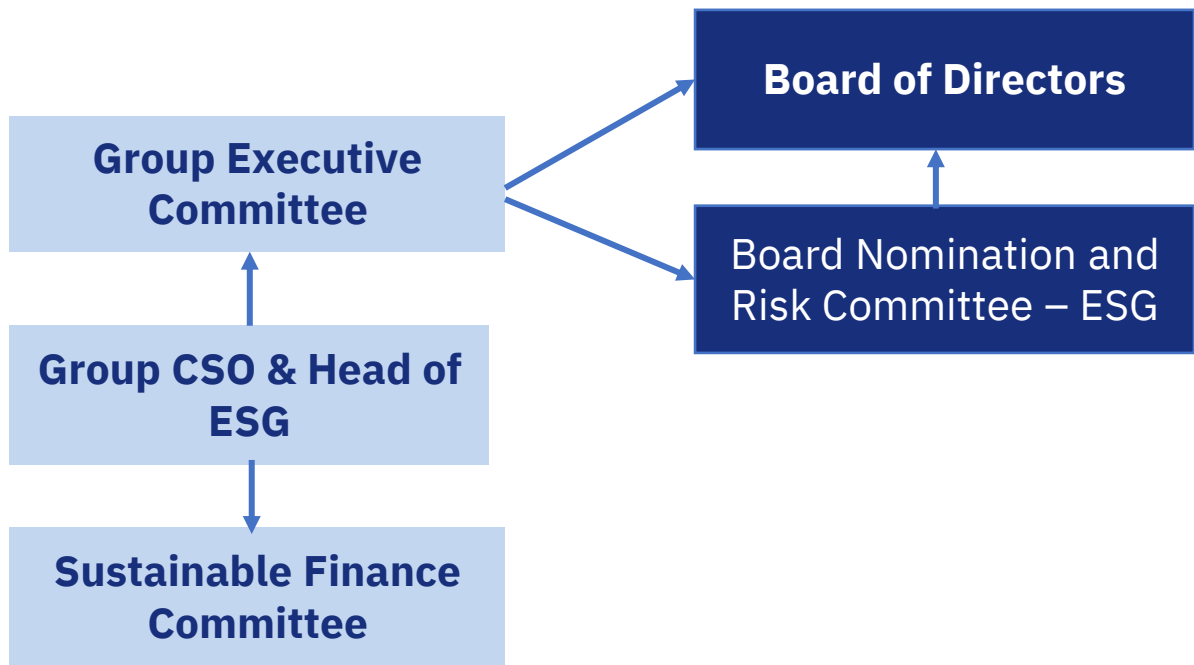 Board of Directors
Group Executive
Committee
Board Nomination and
Risk Committee – ESG
Group CSO & Head of
ESG
Sustainable Finance
Committee